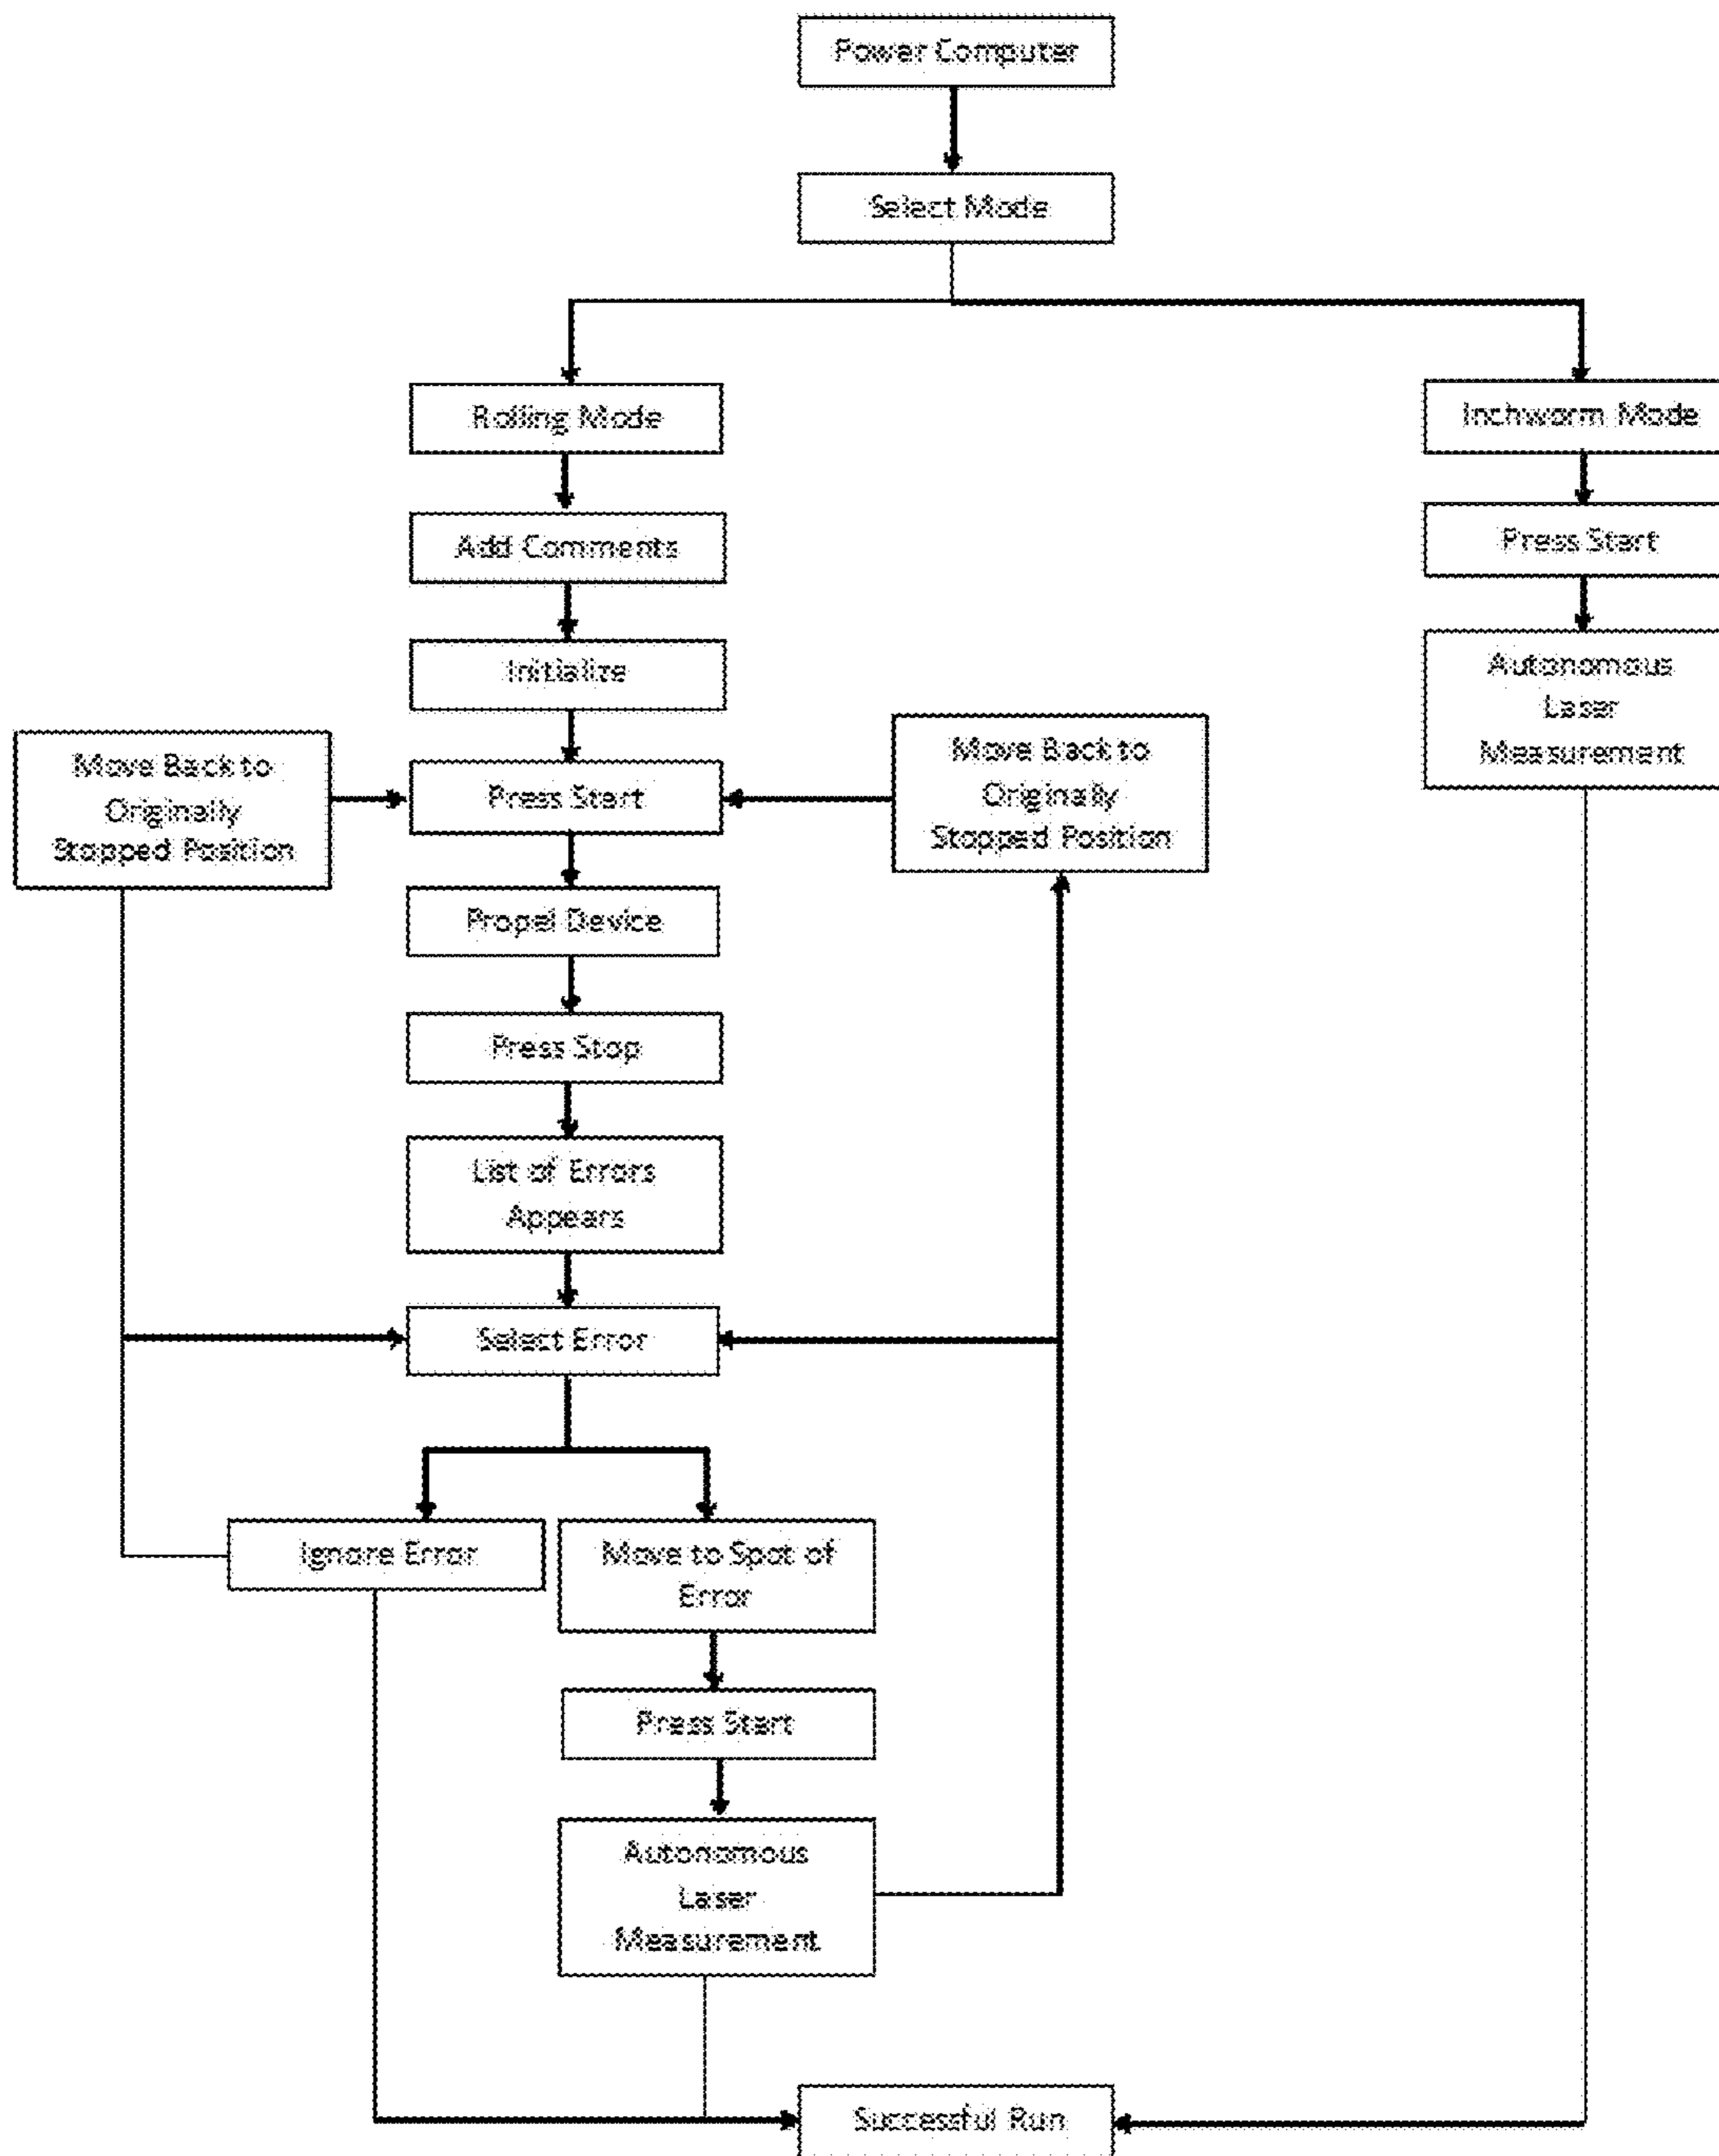 Power Computer
Select Mode
Rolling Mode
Inchworm Mode
Add Comments
Press Start
Initialize
Autonomous
Laser
Measurement
Move Back to
Originally
Stopped Position
Press Start
Move Back to
Originally
Stopped Position
Propel Device
Press Stop
List of Errors
Appears
Select Error
Ignore Error
Move to Spot of
Error
Press Start
Autonomous
Laser
Measurement
Successful Run